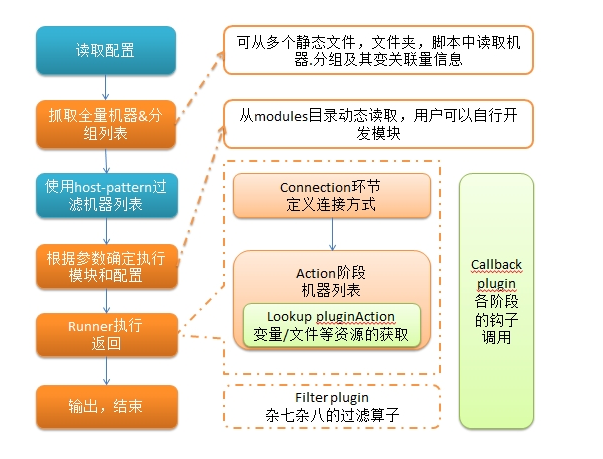 读取配置
可从多个静态文件，文件夹，脚本中读取机
器.分组及其变关联量信息
抓取全量机器&分
组列表
从modules目录动态读取，用户可以自行开
发模块
使用host-pattern过
滤机器列表
Connection环节
定义连接方式
根据参数确定执行
模块和配置
Action阶段
机器列表
Lookup pluginAction
变量/文件等资源的获取
Callback
plugin
各阶段
的钩子
调用
Runner执行
返回
输出，结束
Filter plugin
杂七杂八的过滤算子